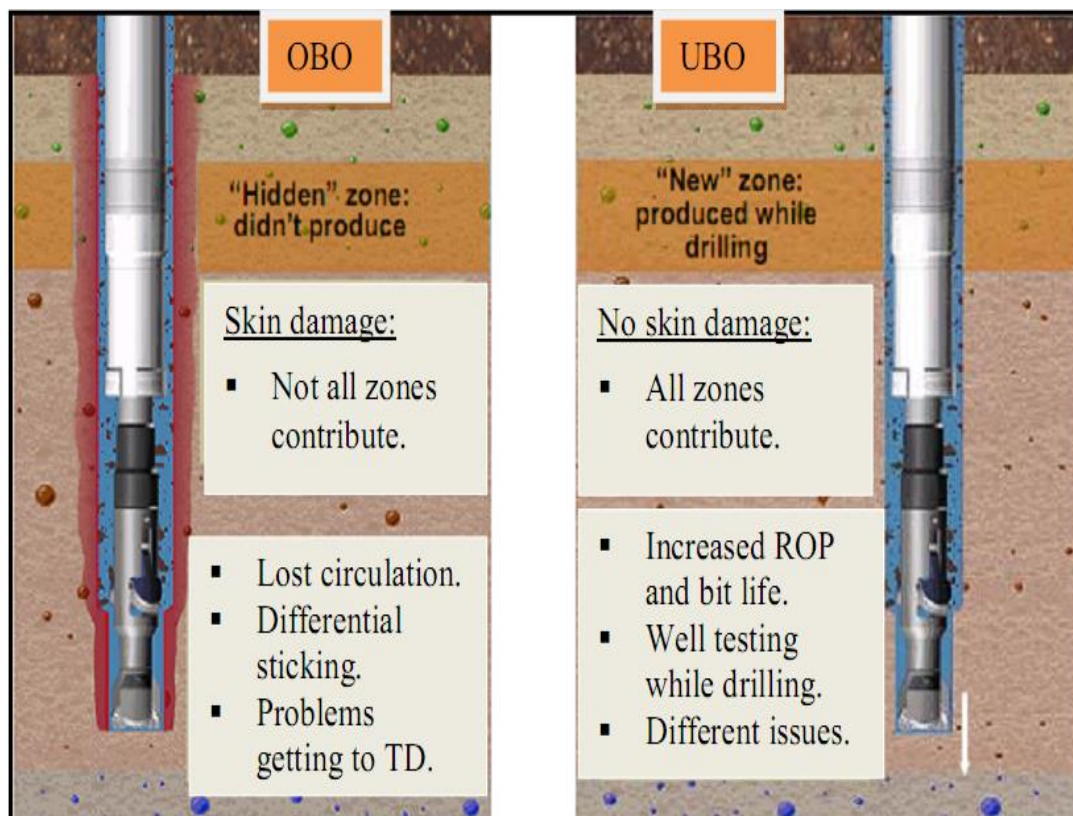 OBO
"Hidden" zone:
didn't produce
Skin damage:
▪ Not all zones
contribute.
▪ Lost circulation.
▪ Differential
sticking.
▪ Problems
getting to TD.
UBO
"New" zone:
produced while
drilling
No skin damage:
▪ All zones
contribute.
▪ Increased ROP
and bit life.
▪ Well testing
while drilling.
▪ Different issues.